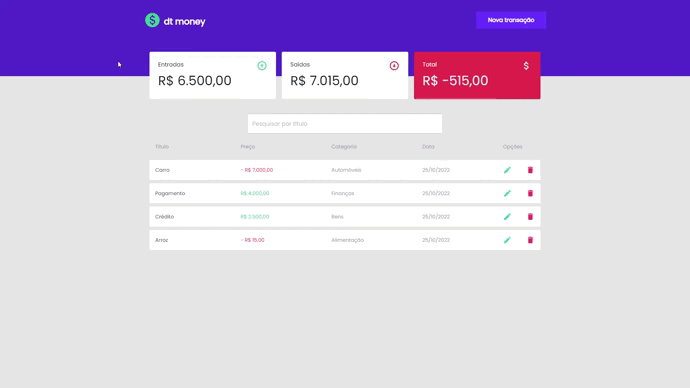 $ dt money
Nova transação
Entradas
R$ 6.500,00
Saídas
R$ 7.015,00
Total $
R$ -515,00
Pesquisar por título
Título Preço Categoria Data Opções
Carro - R$ 7.000,00 Automóveis 25/10/2022
Pagamento R$ 4.000,00 Finanças 25/10/2022
Crédito R$ 2.500,00 Bens 25/10/2022
Arroz - R$ 15,00 Alimentação 25/10/2022